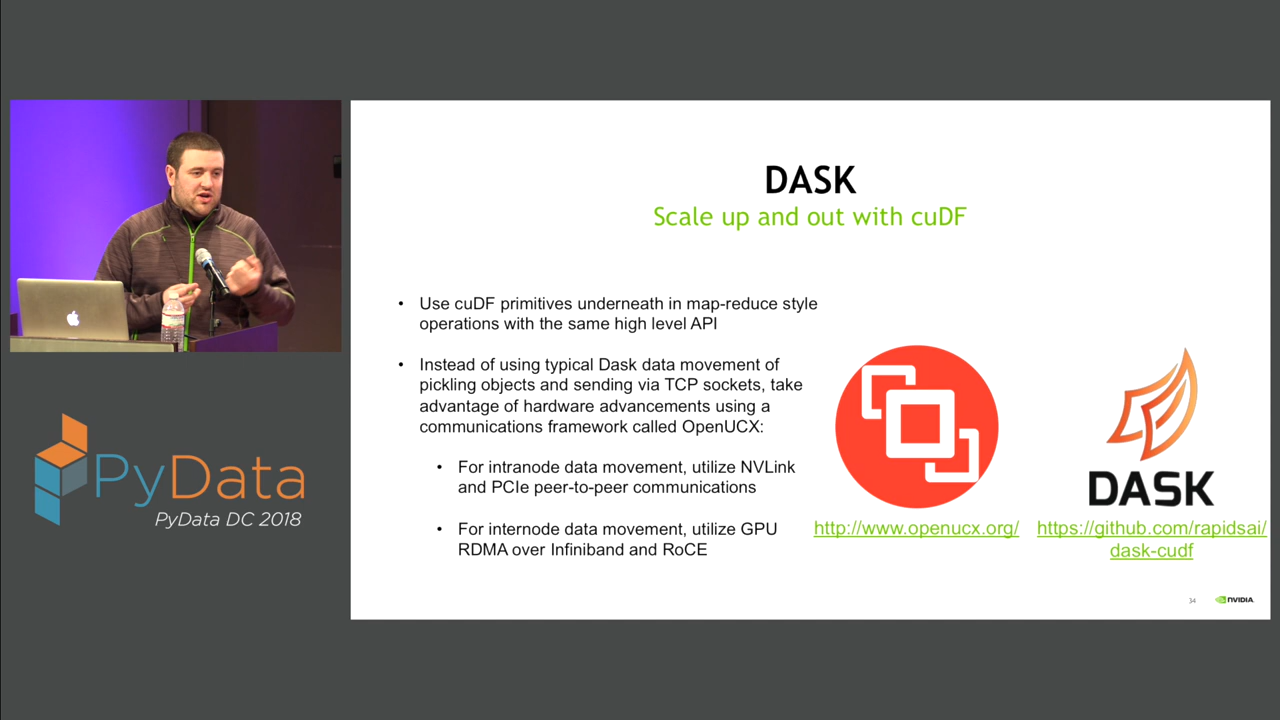 DASK
Scale up and out with cuDF
• Use cuDF primitives underneath in map-reduce style
operations with the same high level API
• Instead of using typical Dask data movement of
pickling objects and sending via TCP sockets, take
advantage of hardware advancements using a
communications framework called OpenUCX:
• For intranode data movement, utilize NVLink
and PCIe peer-to-peer communications
• For internode data movement, utilize GPU
RDMA over Infiniband and RoCE
http://www.openucx.org/
DASK
https://github.com/rapidsai/
dask-cudf
34
NVIDIA
PyData
PyData DC 2018